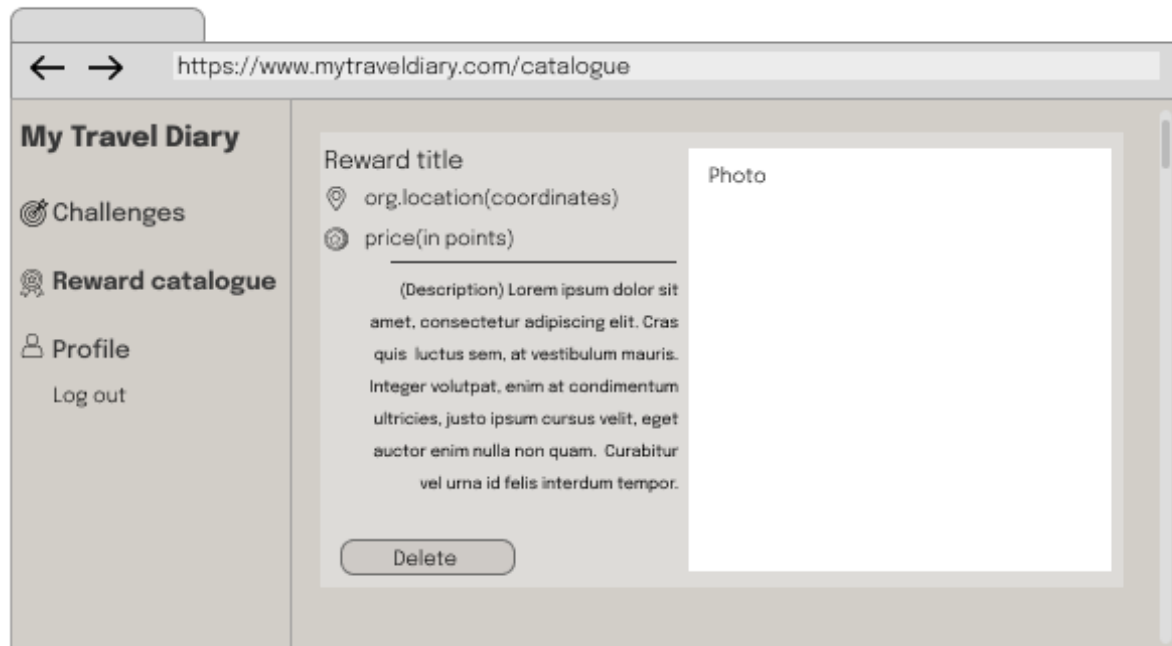 https://www.mytraveldiary.com/catalogue
My Travel Diary
Challenges
Reward catalogue
Profile
Log out
Reward title
org.location(coordinates)
price(in points)
(Description) Lorem ipsum dolor sit
amet, consectetur adipiscing elit. Cras
quis luctus sem, at vestibulum mauris.
Integer volutpat, enim at condimentum
ultricies, justo ipsum cursus velit, eget
auctor enim nulla non quam. Curabitur
vel urna id felis interdum tempor.
Delete
Photo